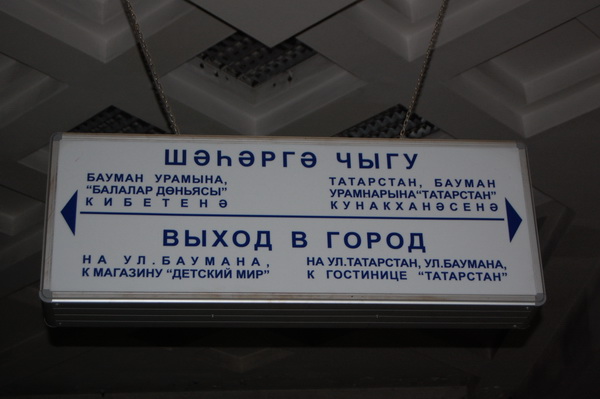 ШӘҺӘРГӘ ЧЫГУ
БАУМАН УРАМЫНА,
“БАЛАЛАР ДӨНЬЯСЫ”
КИБЕТЕНӘ
ТАТАРСТАН, БАУМАН
УРАМНАРЫНА“ТАТАРСТАН”
КУНАКХАНӘСЕНӘ
ВЫХОД В ГОРОД
НА УЛ.БАУМАНА,
К МАГАЗИНУ “ДЕТСКИЙ МИР”
НА УЛ.ТАТАРСТАН, УЛ.БАУМАНА,
К ГОСТИНИЦЕ “ТАТАРСТАН”